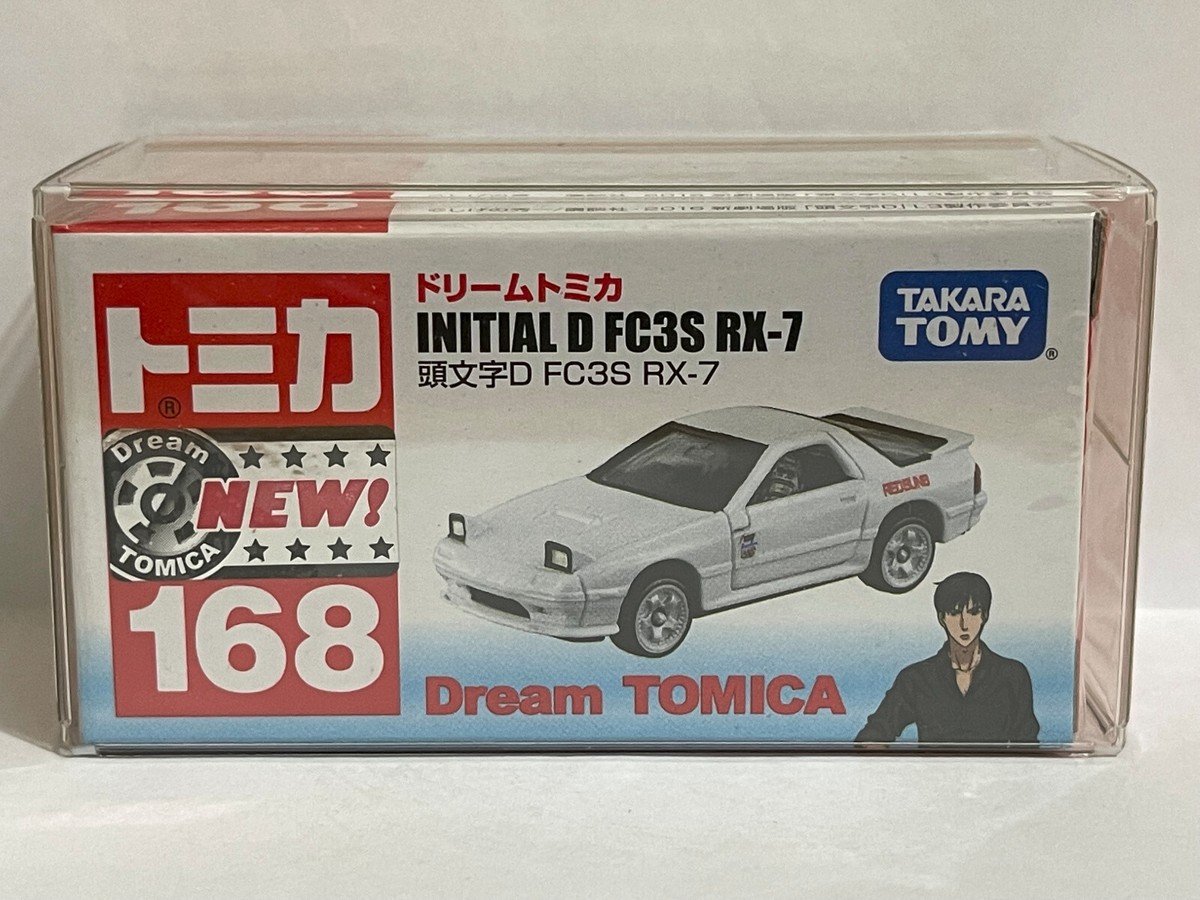 トミカ
®
Dream
NEW!
TOMICA
168
ドリームトミカ
INITIAL D FC3S RX-7
頭文字D FC3S RX-7
TAKARA
TOMY
®
REDSUNS
Dream TOMICA